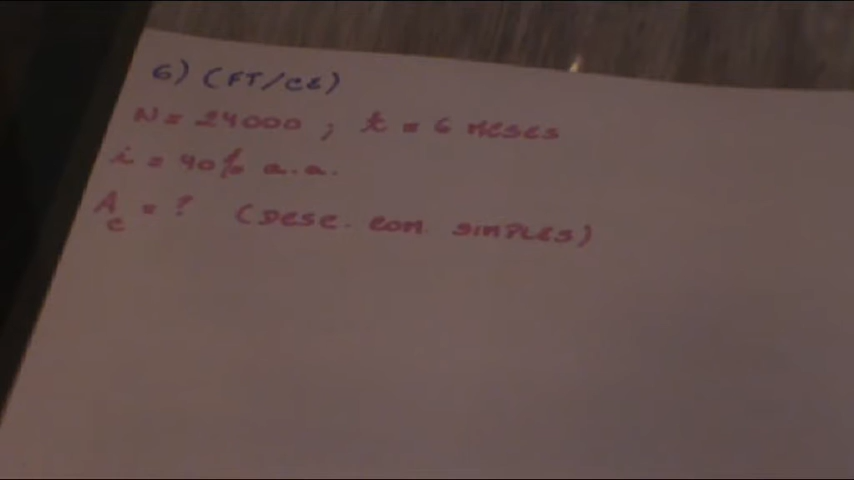 6) (FT/CE)
N = 24000 ; t = 6 MESES
i = 40% a.a.
Ac = ? (DESC. COM. SIMPLES)